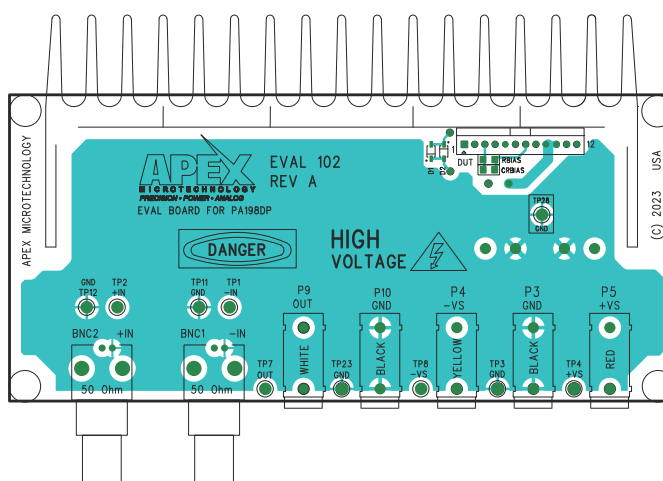 APEX MICROTECHNOLOGY
(C) 2023 USA
APEX
MICROTECHNOLOGY
PRECISION • POWER • ANALOG
EVAL 102
REV A
EVAL BOARD FOR PA198DP
D1
D2
1
12
DUT
RBIAS
CRBIAS
TP28
GND
DANGER
HIGH
VOLTAGE
GND
TP12
TP2
+IN
TP11
GND
TP1
-IN
P9
OUT
P10
GND
P4
-VS
P3
GND
P5
+VS
BNC2
+IN
BNC1
-IN
WHITE
BLACK
YELLOW
BLACK
RED
50 Ohm
50 Ohm
TP7
OUT
TP23
GND
TP8
-VS
TP3
GND
TP4
+VS